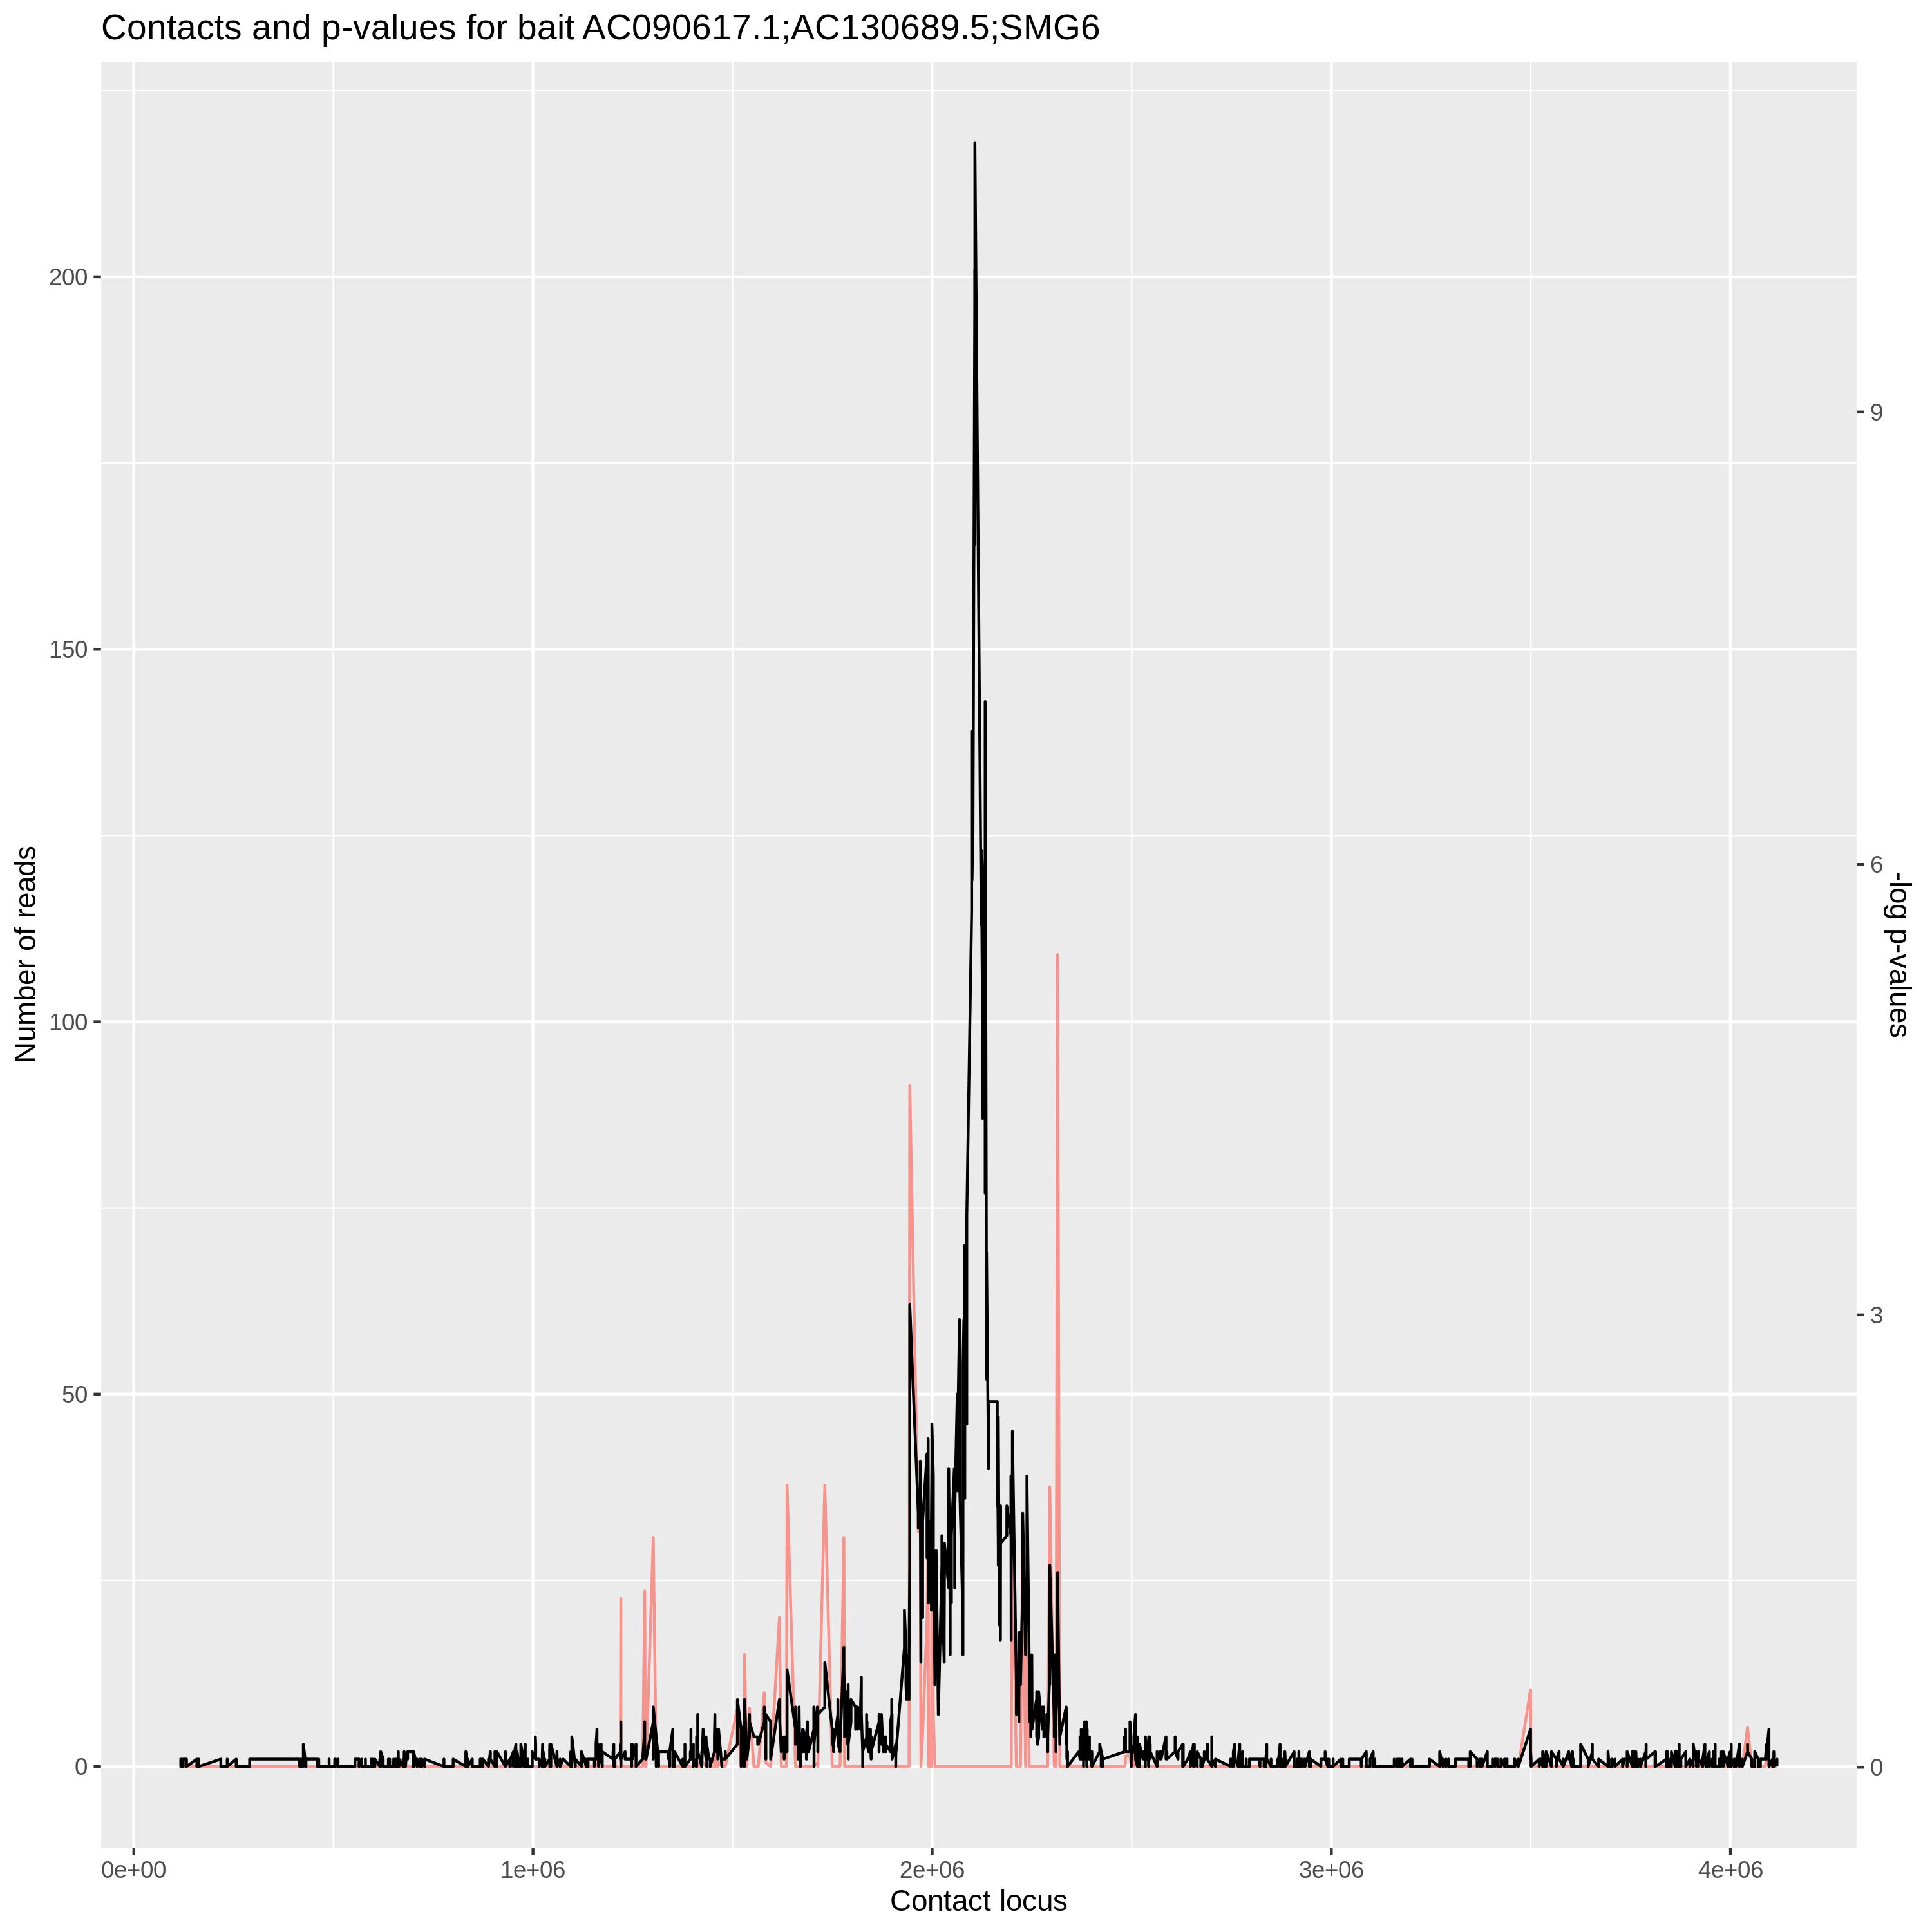 Contacts and p-values for bait AC090617.1;AC130689.5;SMG6
200
150
100
50
0
Number of reads
9
6
3
0
-log p-values
0e+00 1e+06 2e+06 3e+06 4e+06
Contact locus